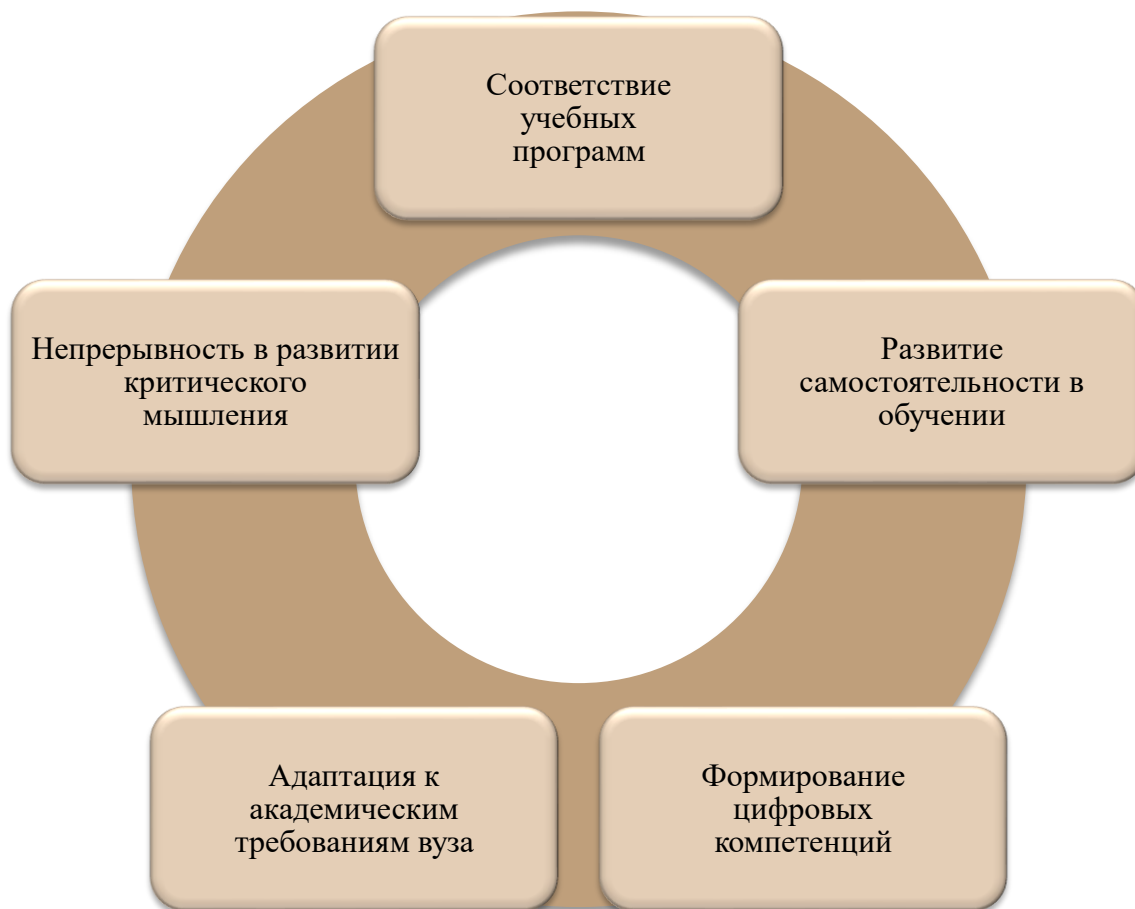 Соответствие
учебных
программ
Непрерывность в развитии
критического
мышления
Развитие
самостоятельности в
обучении
Адаптация к
академическим
требованиям вуза
Формирование
цифровых
компетенций